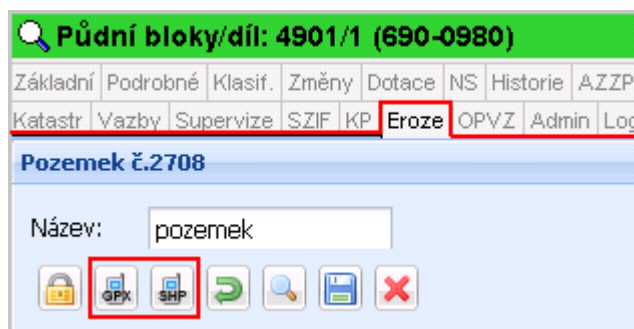 Půdní bloky/díl: 4901/1 (690-0980)
Základní Podrobné Klasif. Změny Dotace NS Historie AZZP
Katastr Vazby Supervize SZIF KP Eroze OPVZ Admin Log
Pozemek č.2708
Název: pozemek
GPX SHP